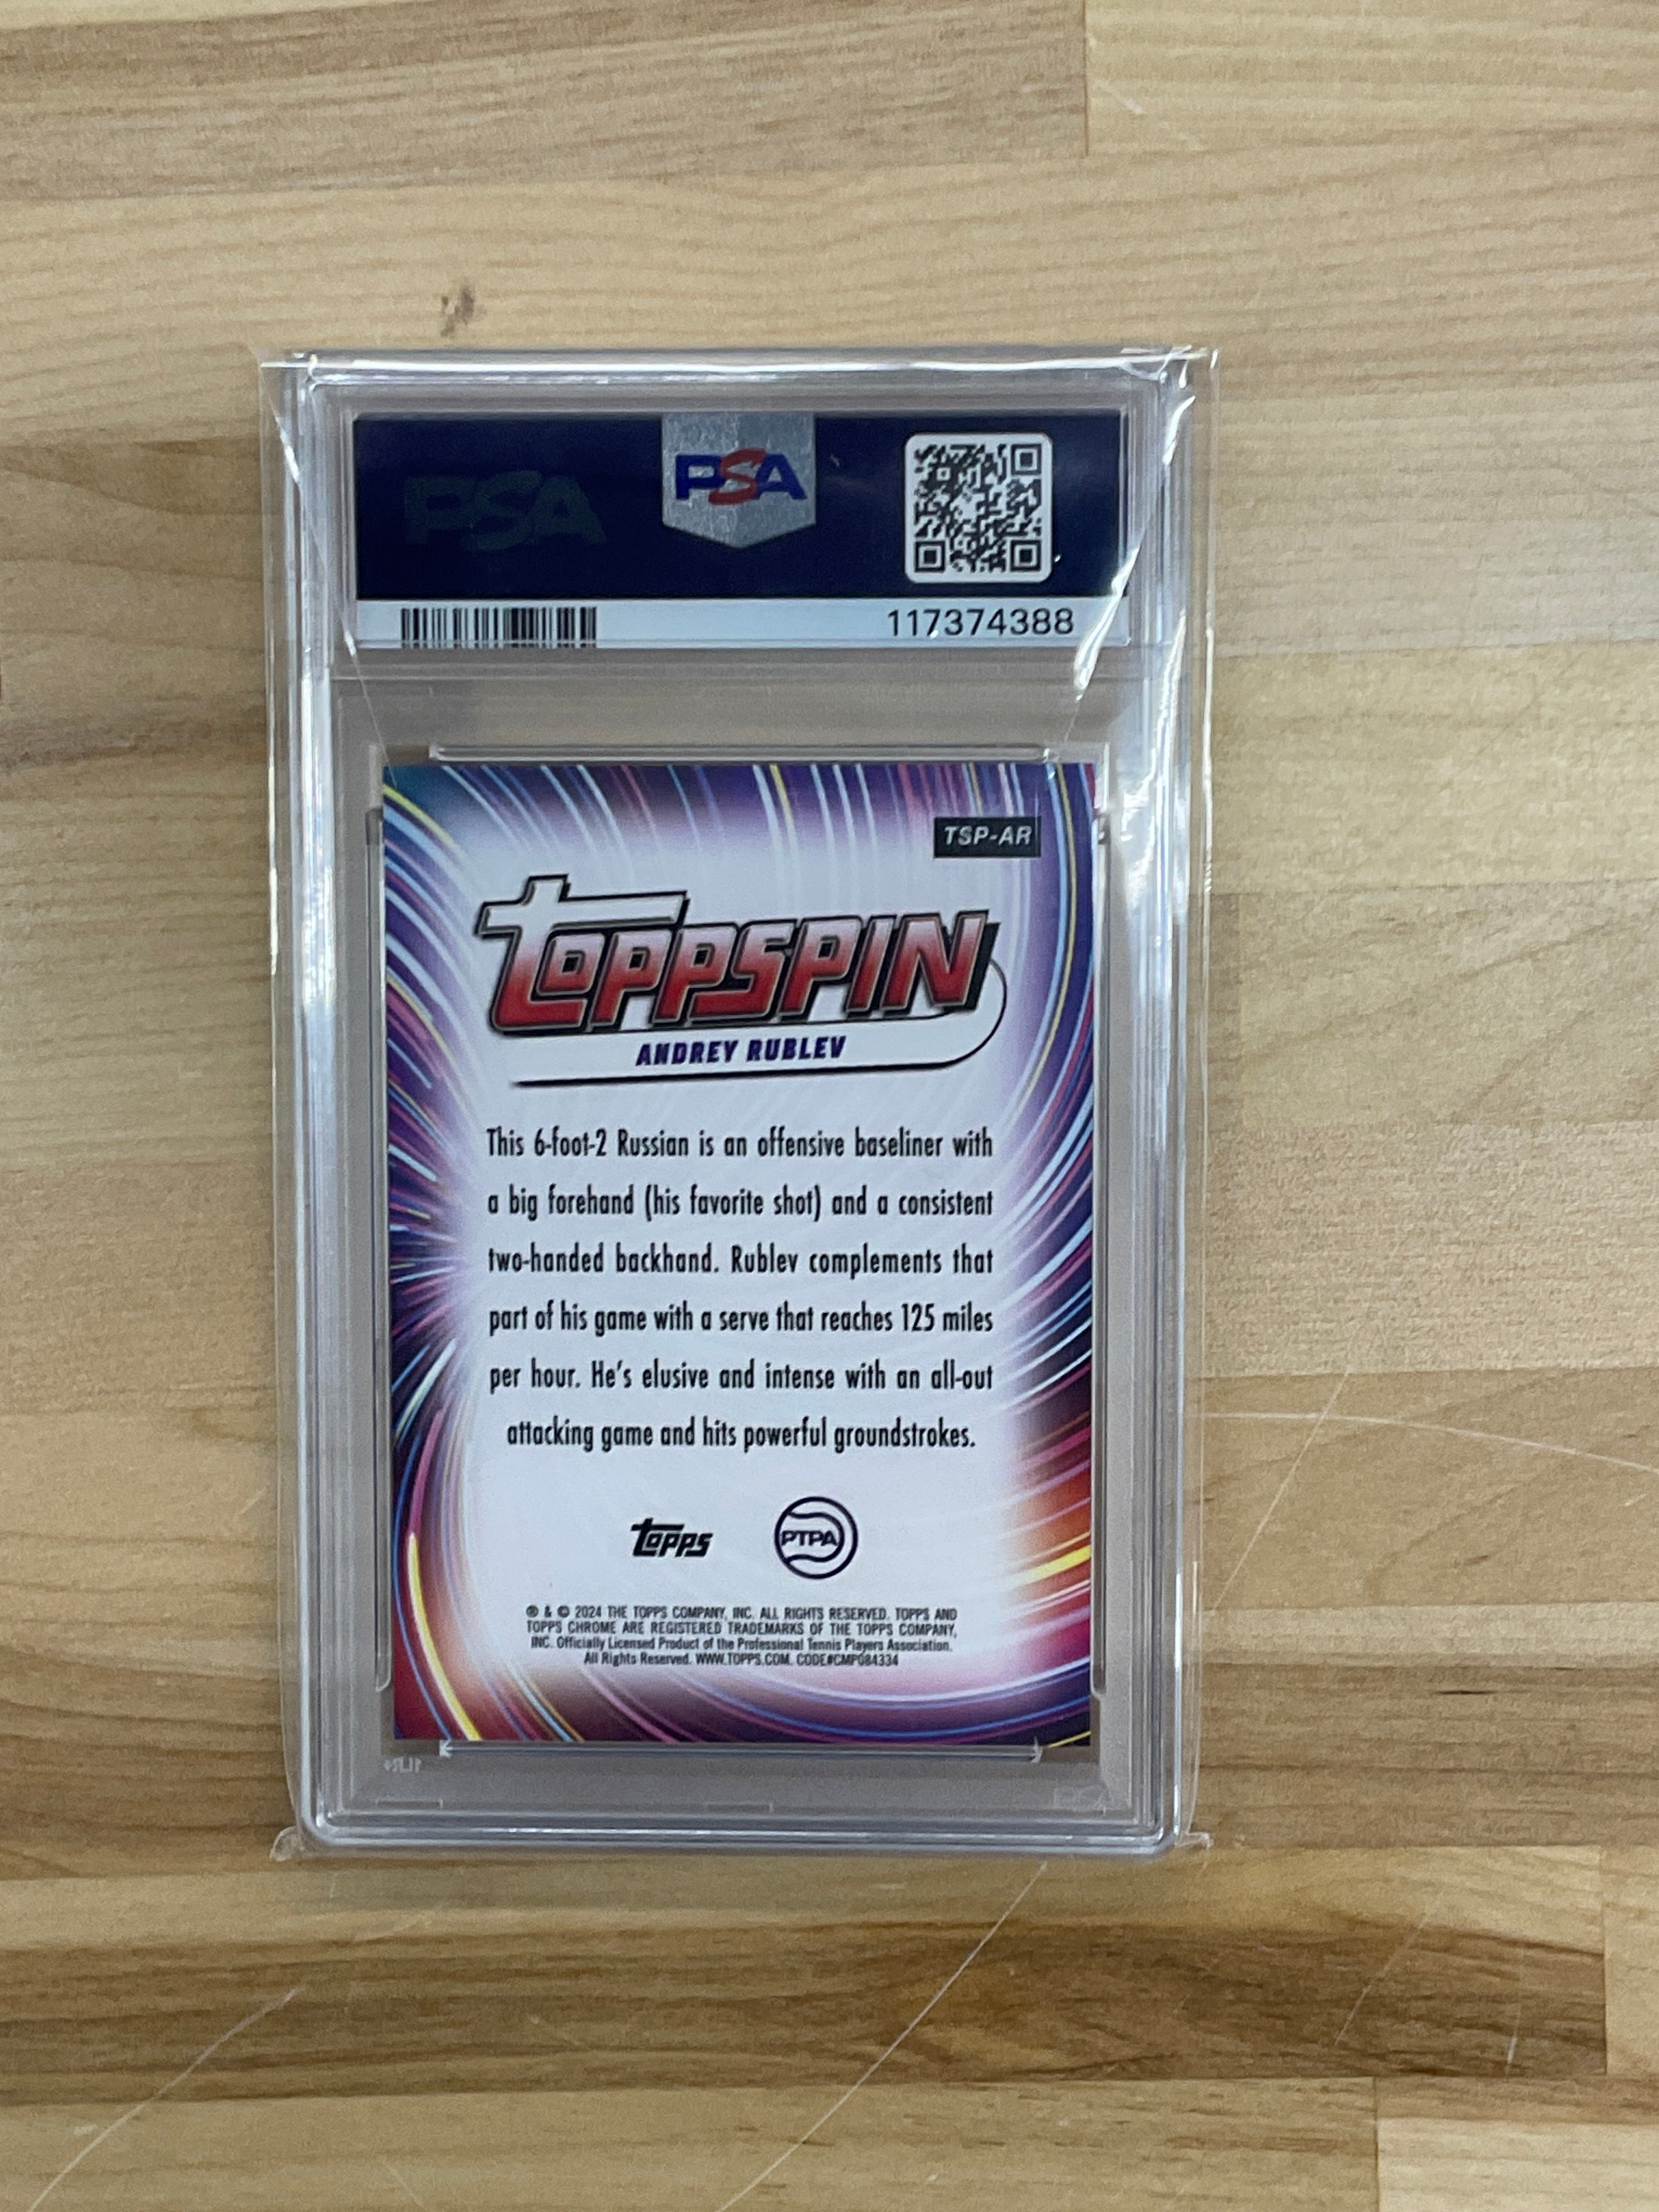 PSA
PSA
117374388
TSP-AR
TOPPSPIN
ANDREY RUBLEV
This 6-foot-2 Russian is an offensive baseliner with
a big forehand (his favorite shot) and a consistent
two-handed backhand. Rublev complements that
part of his game with a serve that reaches 125 miles
per hour. He's elusive and intense with an all-out
attacking game and hits powerful groundstrokes.
Topps
PTPA
® & © 2024 THE TOPPS COMPANY, INC. ALL RIGHTS RESERVED. TOPPS AND
TOPPS CHROME ARE REGISTERED TRADEMARKS OF THE TOPPS COMPANY,
INC. Officially Licensed Product of the Professional Tennis Players Association.
All Rights Reserved. WWW.TOPPS.COM. CODE#CMP084334